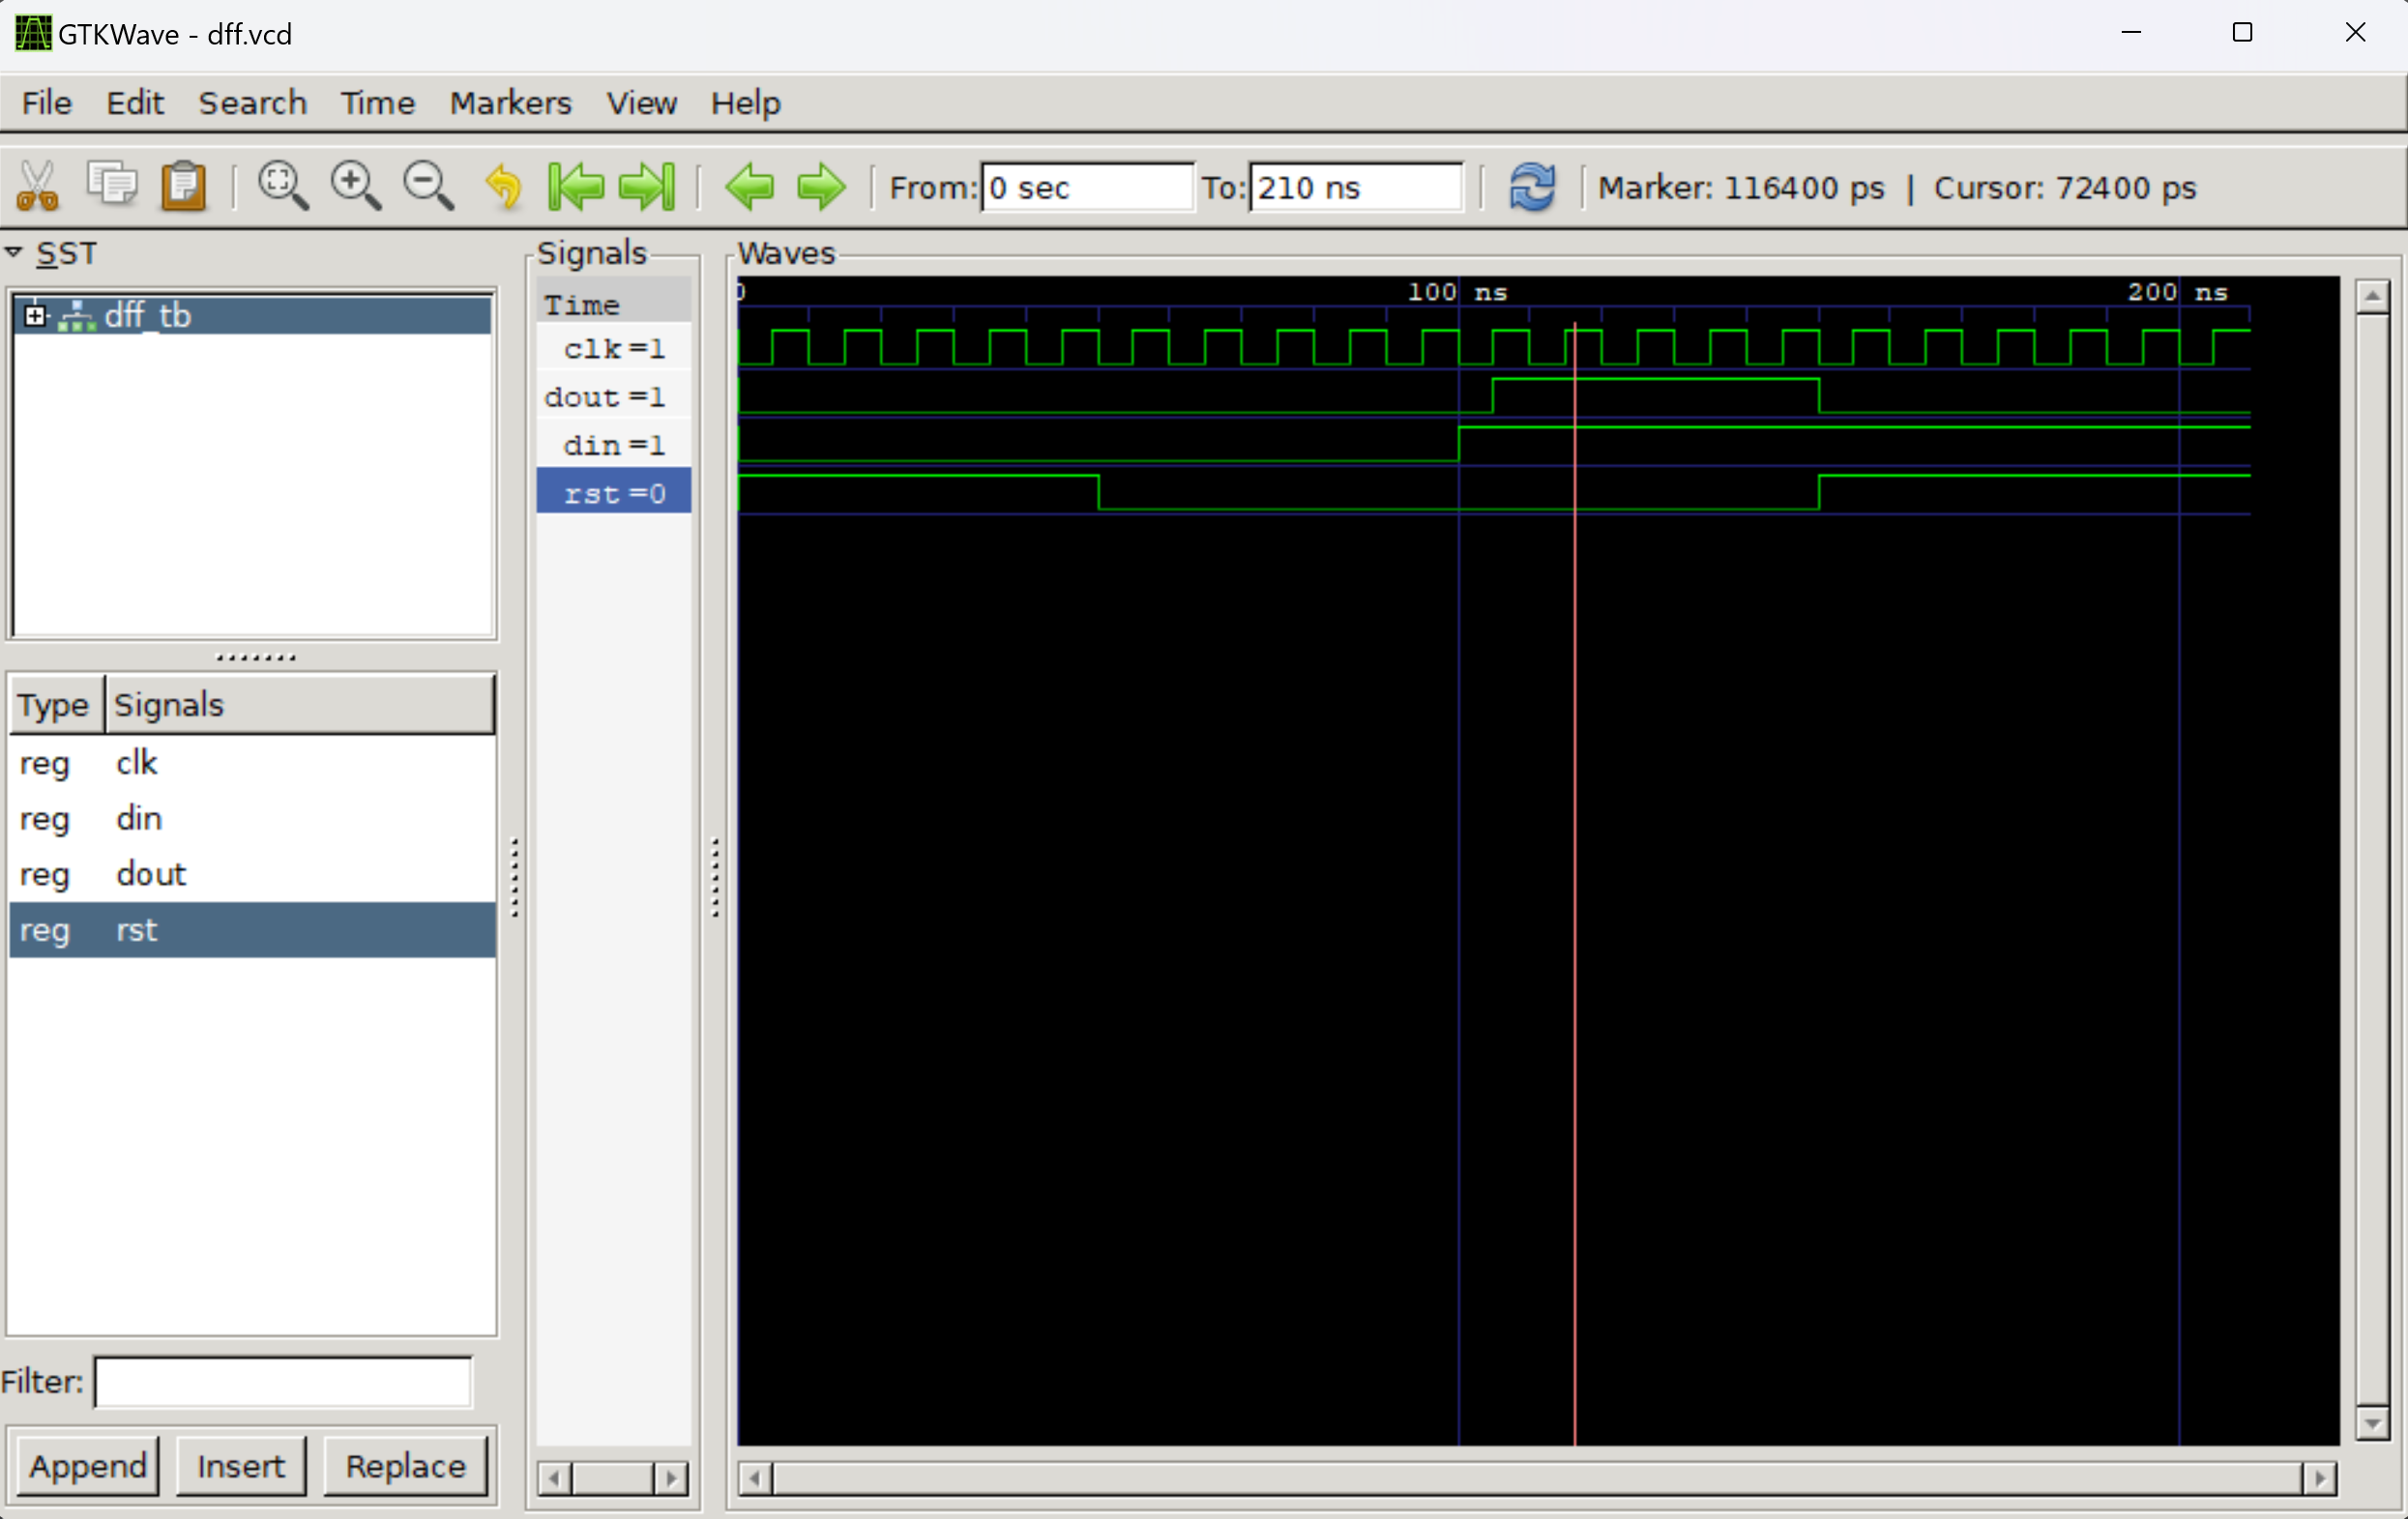 GTKWave - dff.vcd
File Edit Search Time Markers View Help
From: 0 sec To: 210 ns Marker: 116400 ps | Cursor: 72400 ps
SST
dff_tb
Type Signals
reg clk
reg din
reg dout
reg rst
Filter:
Append Insert Replace
Signals
Time
clk=1
dout=1
din=1
rst=0
Waves
0 100 ns 200 ns